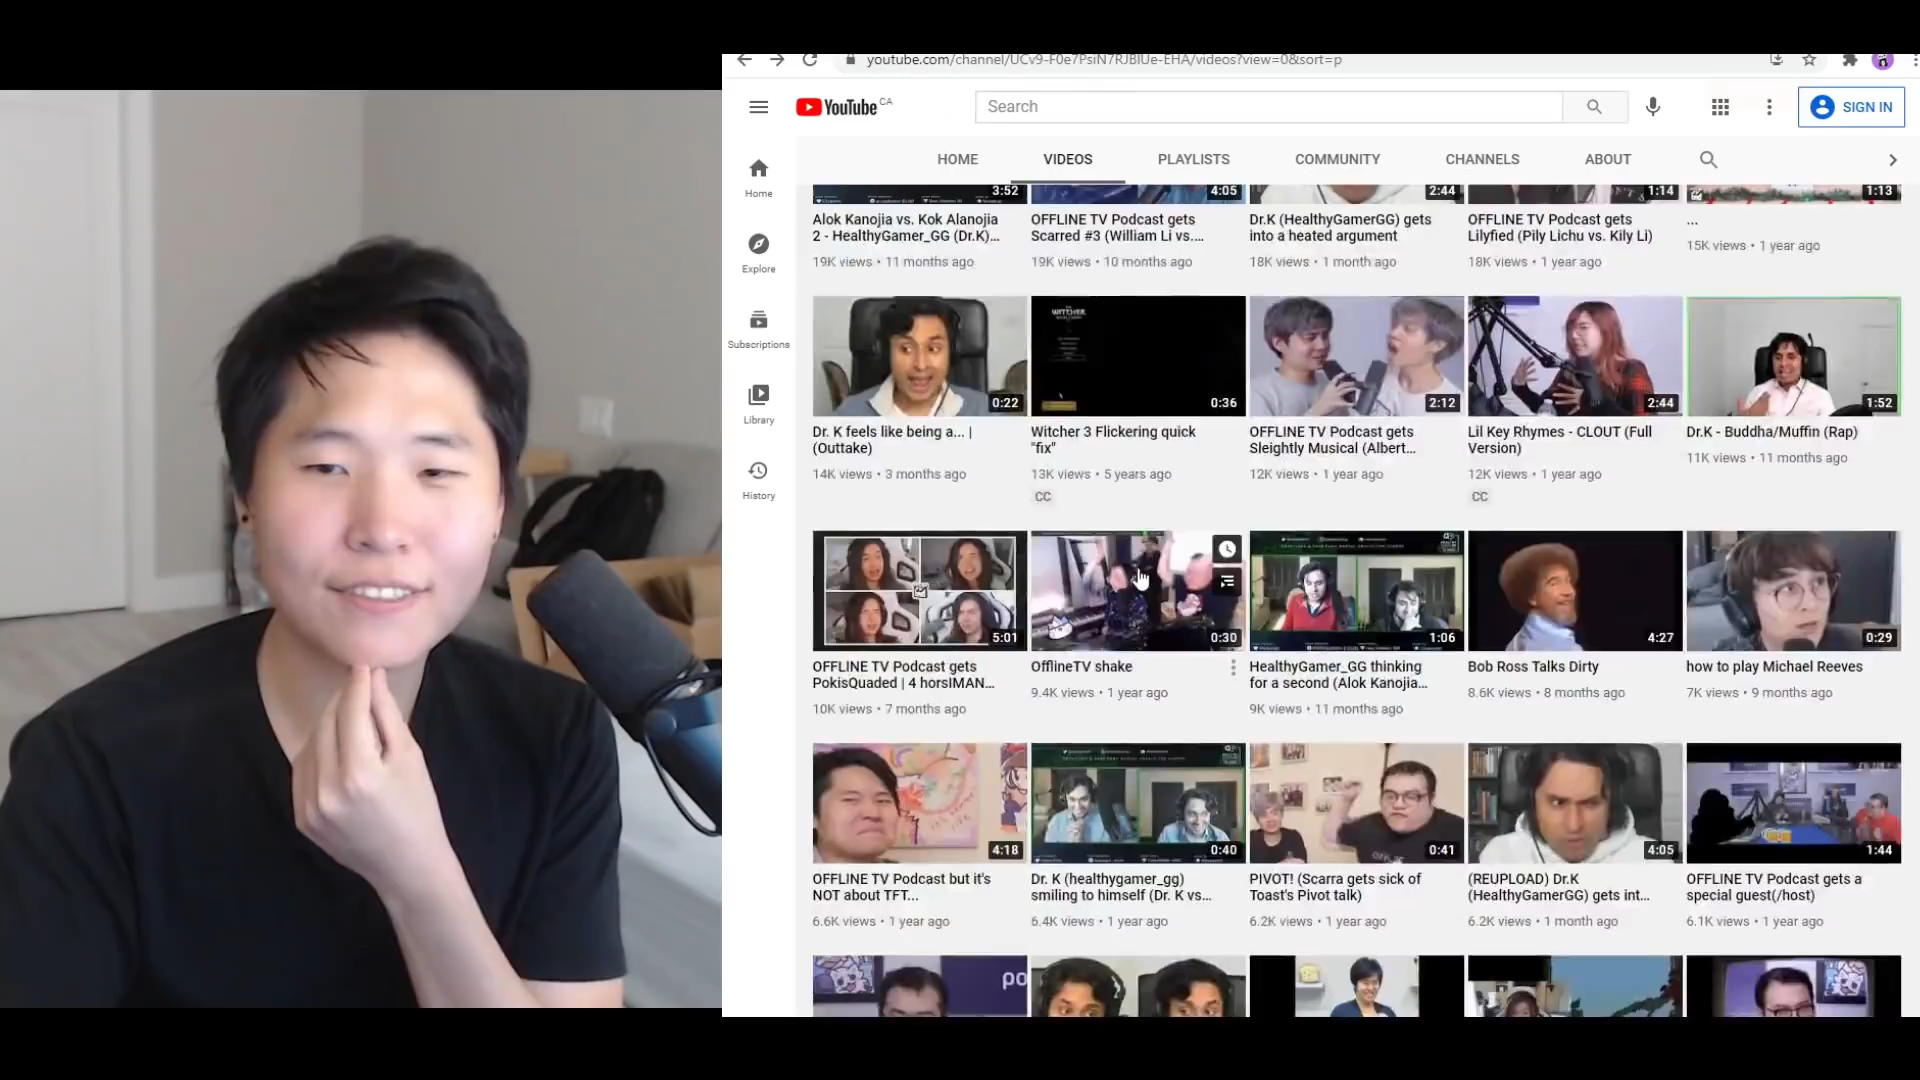 youtube.com/channel/UCv9-F0e7PsiN7RJBlUe-EHA/videos?view=0&sort=p
YouTube CA
Search
SIGN IN
HOME VIDEOS PLAYLISTS COMMUNITY CHANNELS ABOUT
Home
Explore
Subscriptions
Library
History
3:52 4:05 2:44 1:14 1:13
Alok Kanojia vs. Kok Alanojia
2 - HealthyGamer_GG (Dr.K)...
19K views • 11 months ago
OFFLINE TV Podcast gets
Scarred #3 (William Li vs....
19K views • 10 months ago
Dr.K (HealthyGamerGG) gets
into a heated argument
18K views • 1 month ago
OFFLINE TV Podcast gets
Lilyfied (Pily Lichu vs. Kily Li)
18K views • 1 year ago
...
15K views • 1 year ago
WITCHER
0:22 0:36 2:12 2:44 1:52
Dr. K feels like being a... |
(Outtake)
14K views • 3 months ago
Witcher 3 Flickering quick
"fix"
13K views • 5 years ago
CC
OFFLINE TV Podcast gets
Sleightly Musical (Albert...
12K views • 1 year ago
Lil Key Rhymes - CLOUT (Full
Version)
12K views • 1 year ago
CC
Dr.K - Buddha/Muffin (Rap)
11K views • 11 months ago
5:01 0:30 1:06 4:27 0:29
OFFLINE TV Podcast gets
PokisQuaded | 4 horsIMAN...
10K views • 7 months ago
OfflineTV shake
9.4K views • 1 year ago
HealthyGamer_GG thinking
for a second (Alok Kanojia...
9K views • 11 months ago
Bob Ross Talks Dirty
8.6K views • 8 months ago
how to play Michael Reeves
7K views • 9 months ago
4:18 0:40 0:41 4:05 1:44
OFFLINE TV Podcast but it's
NOT about TFT...
6.6K views • 1 year ago
Dr. K (healthygamer_gg)
smiling to himself (Dr. K vs...
6.4K views • 1 year ago
PIVOT! (Scarra gets sick of
Toast's Pivot talk)
6.2K views • 1 year ago
(REUPLOAD) Dr.K
(HealthyGamerGG) gets int...
6.2K views • 1 month ago
OFFLINE TV Podcast gets a
special guest(/host)
6.1K views • 1 year ago
po